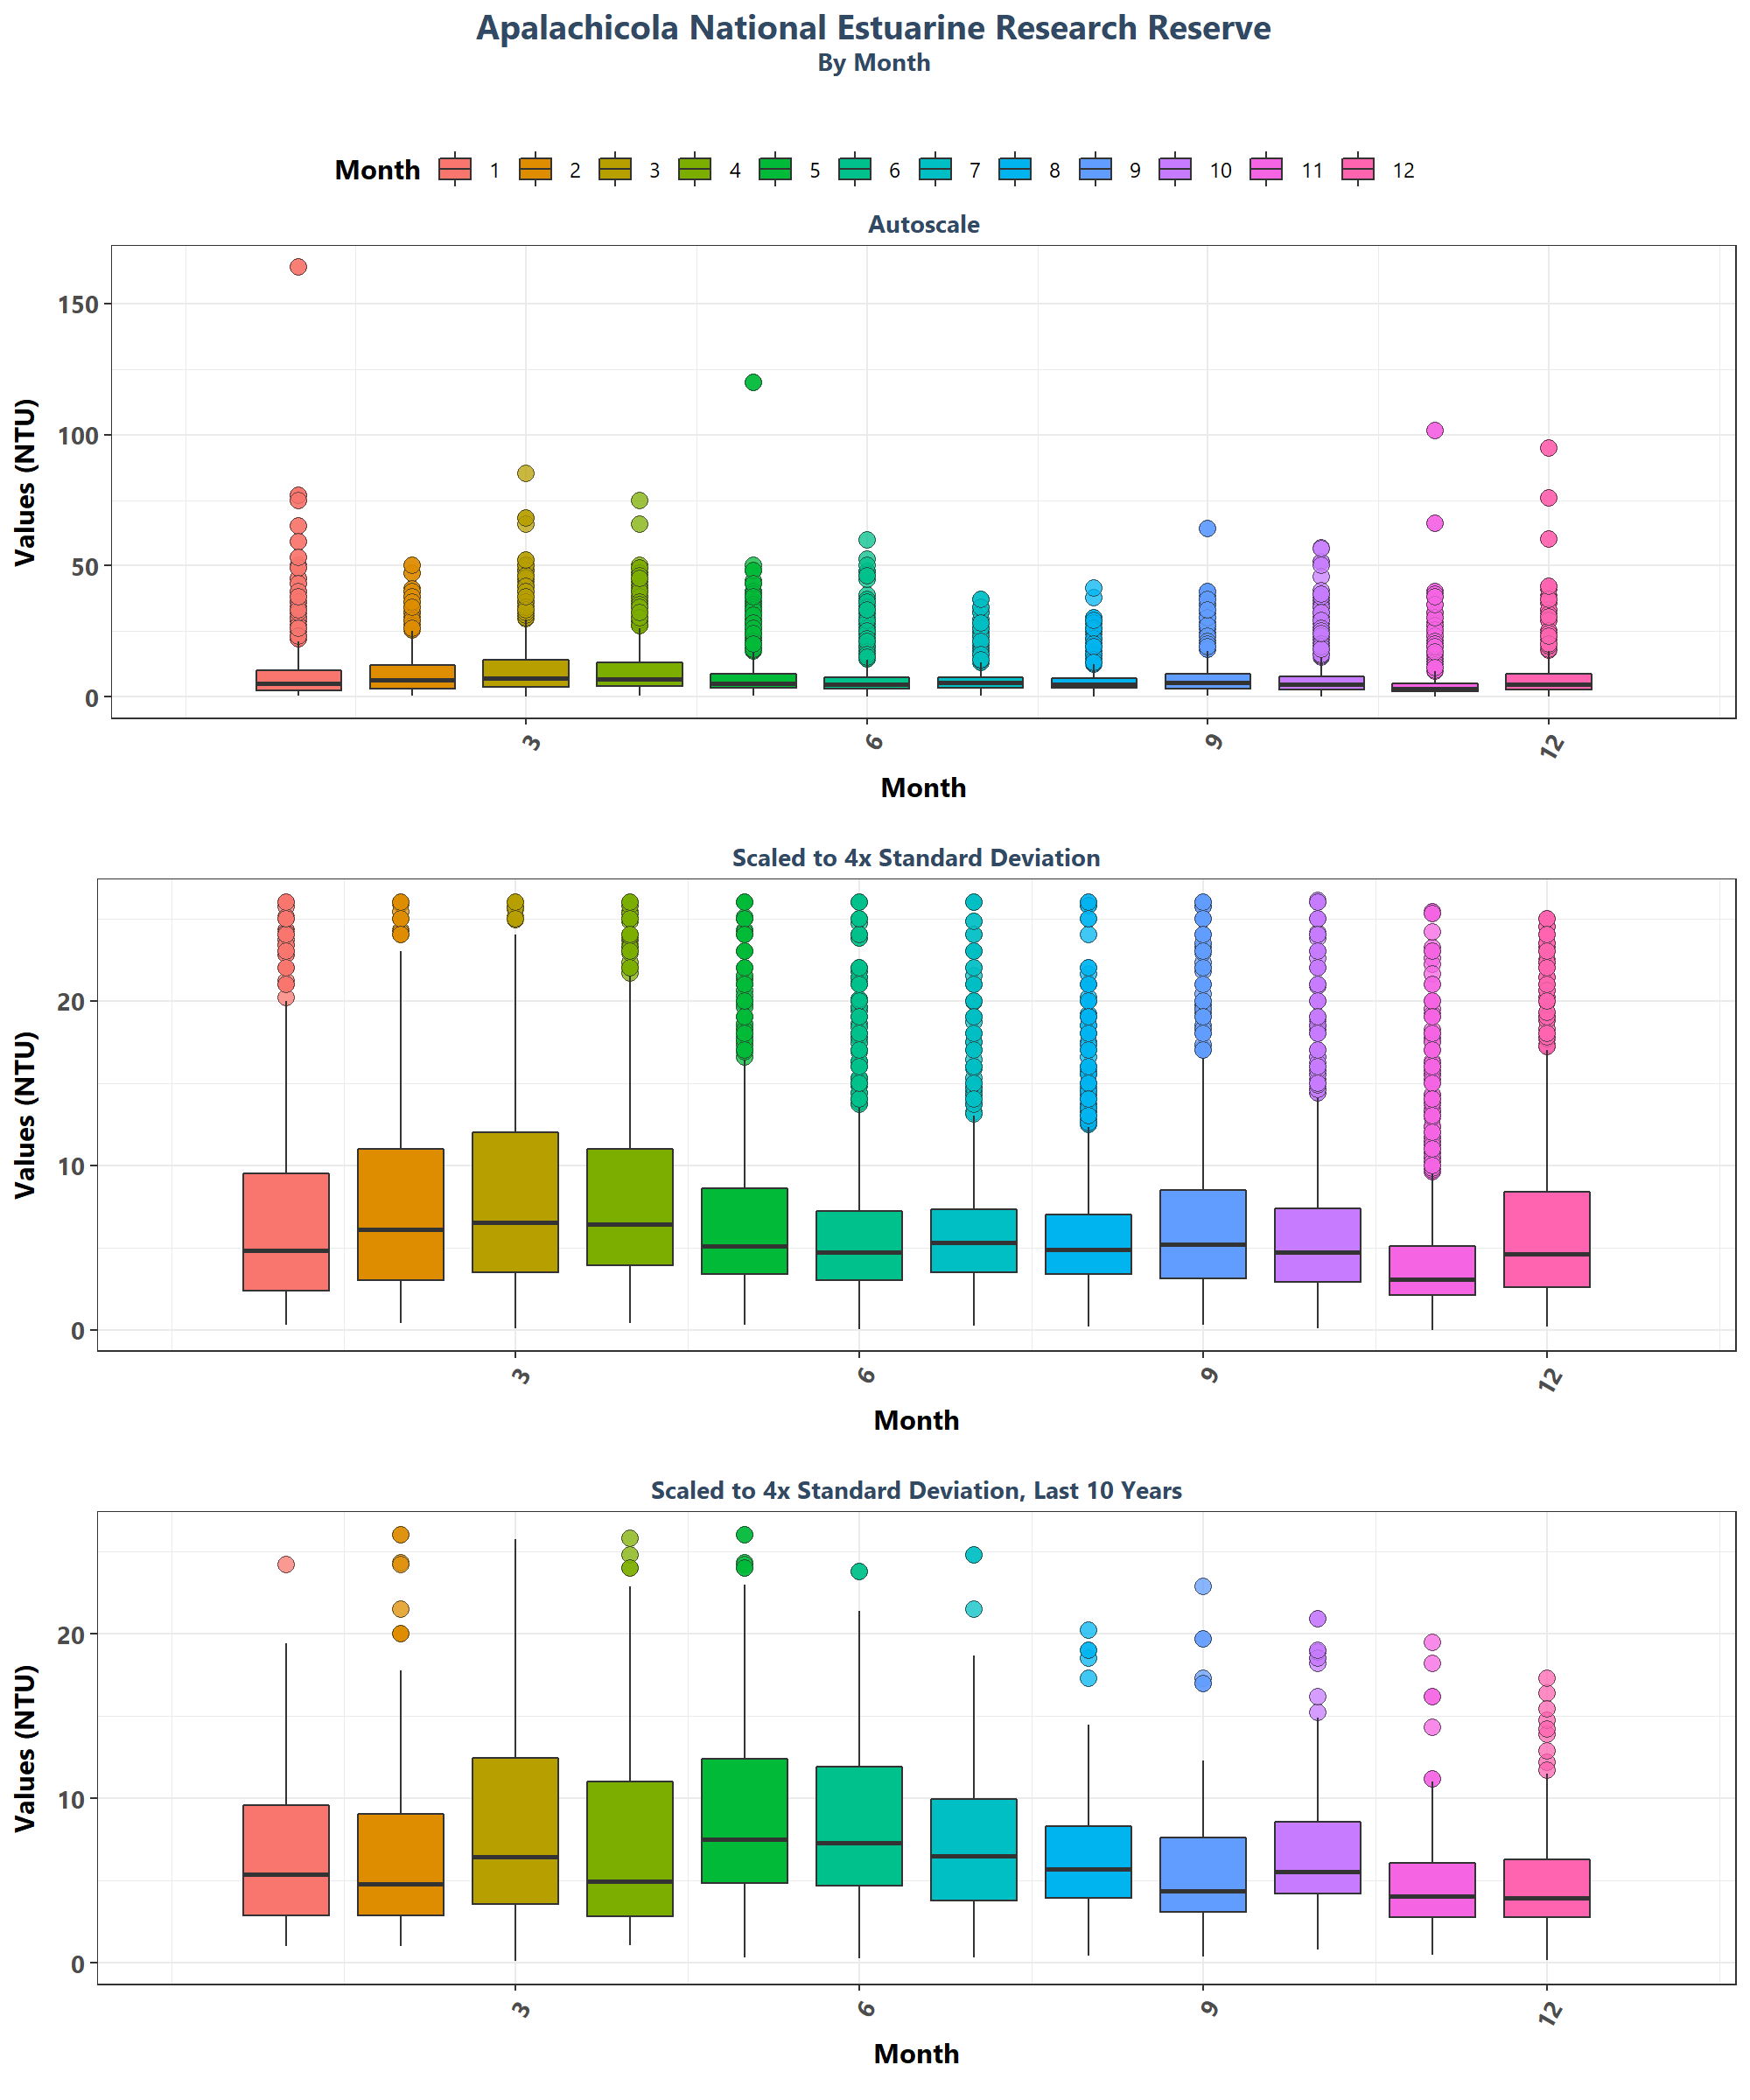 Apalachicola National Estuarine Research Reserve
By Month
Month 1 2 3 4 5 6 7 8 9 10 11 12
Autoscale
Values (NTU)
150
100
50
0
3 6 9 12
Month
Scaled to 4x Standard Deviation
Values (NTU)
20
10
0
3 6 9 12
Month
Scaled to 4x Standard Deviation, Last 10 Years
Values (NTU)
20
10
0
3 6 9 12
Month